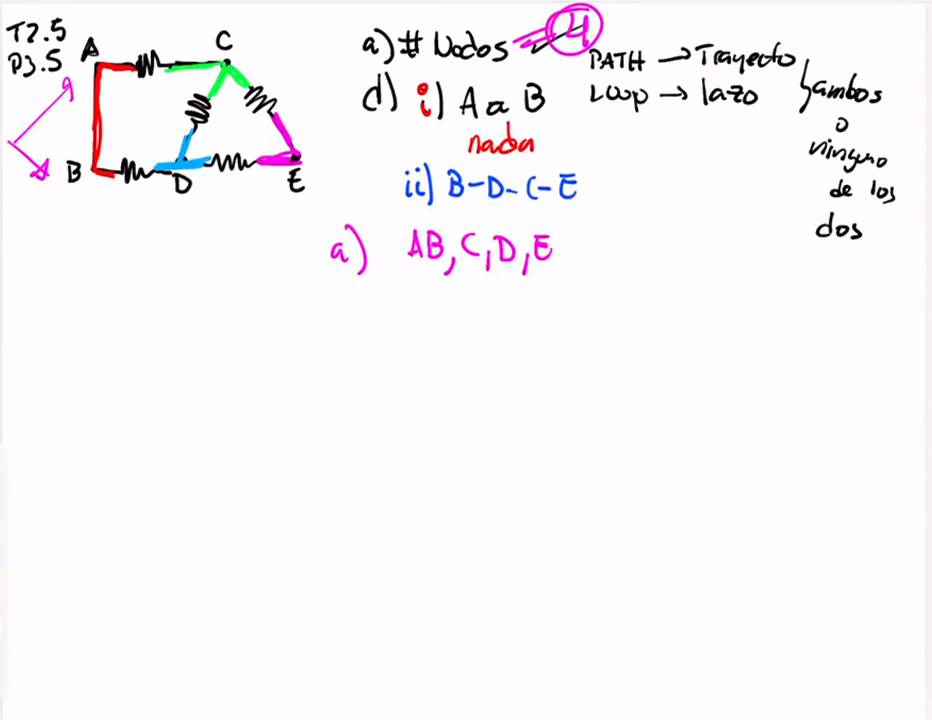 T2.5
P3.5
A
C
B
D
E
a) # Nodos 4
d) i) A a B
nada
ii) B-D-C-E
a) AB, C, D, E
PATH → Trayecto
Loop → lazo
ambos
o
ninguno
de los
dos